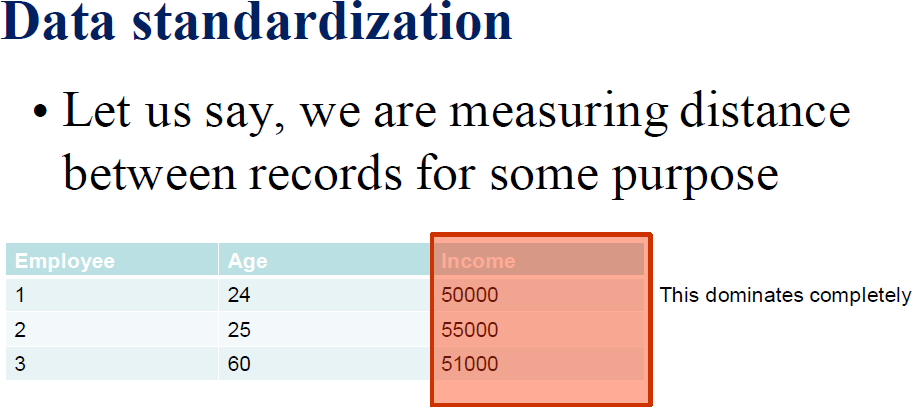 Data standardization
• Let us say, we are measuring distance
between records for some purpose
Employee Age Income
1 24 50000 This dominates completely
2 25 55000
3 60 51000